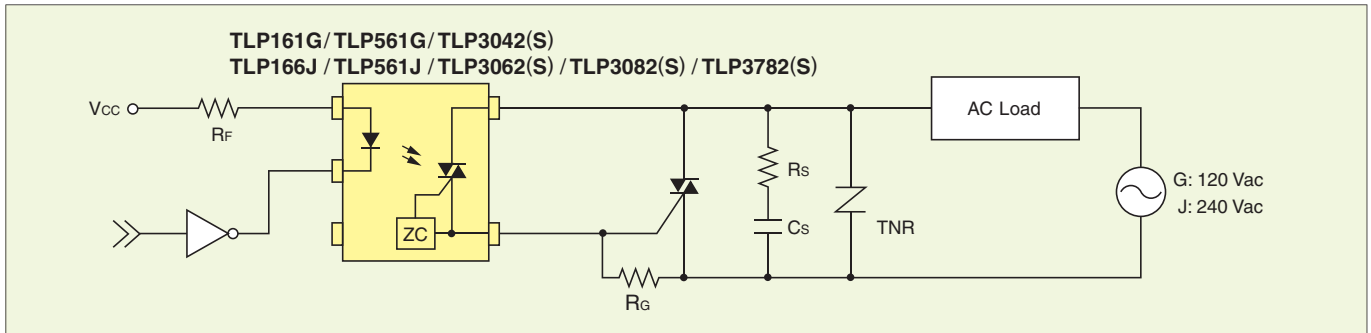 TLP161G/TLP561G/TLP3042(S)
TLP166J / TLP561J / TLP3062(S) / TLP3082(S) / TLP3782(S)
VCC
RF
ZC
RG
RS
CS
TNR
AC Load
G: 120 Vac
J: 240 Vac